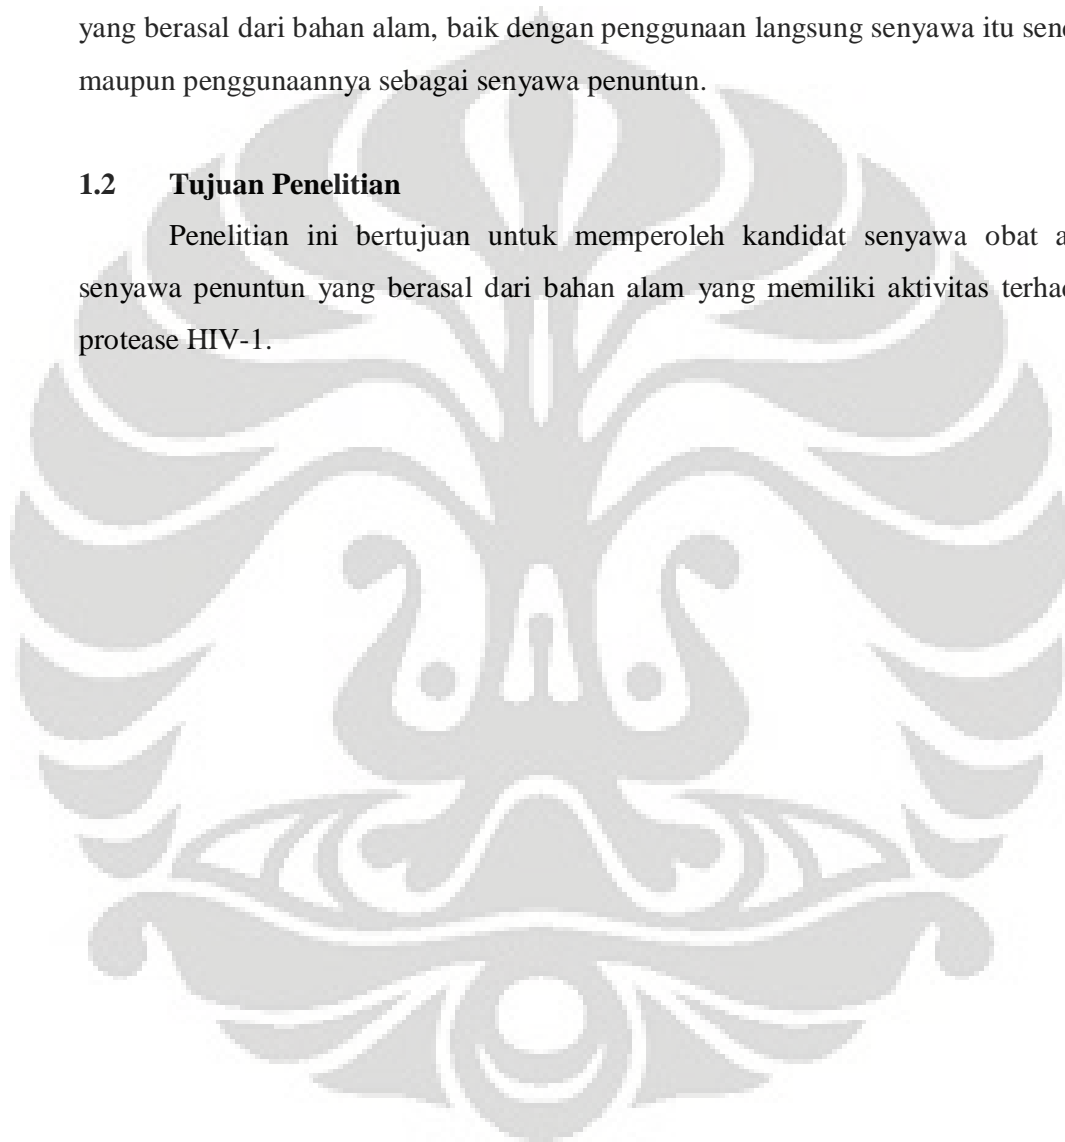 yang berasal dari bahan alam, baik dengan penggunaan langsung senyawa itu
maupun penggunaannya sebagai senyawa penuntun.
1.2 Tujuan Penelitian
Penelitian ini bertujuan untuk memperoleh kandidat senyawa obat
senyawa penuntun yang berasal dari bahan alam yang memiliki aktivitas
protease HIV-1.